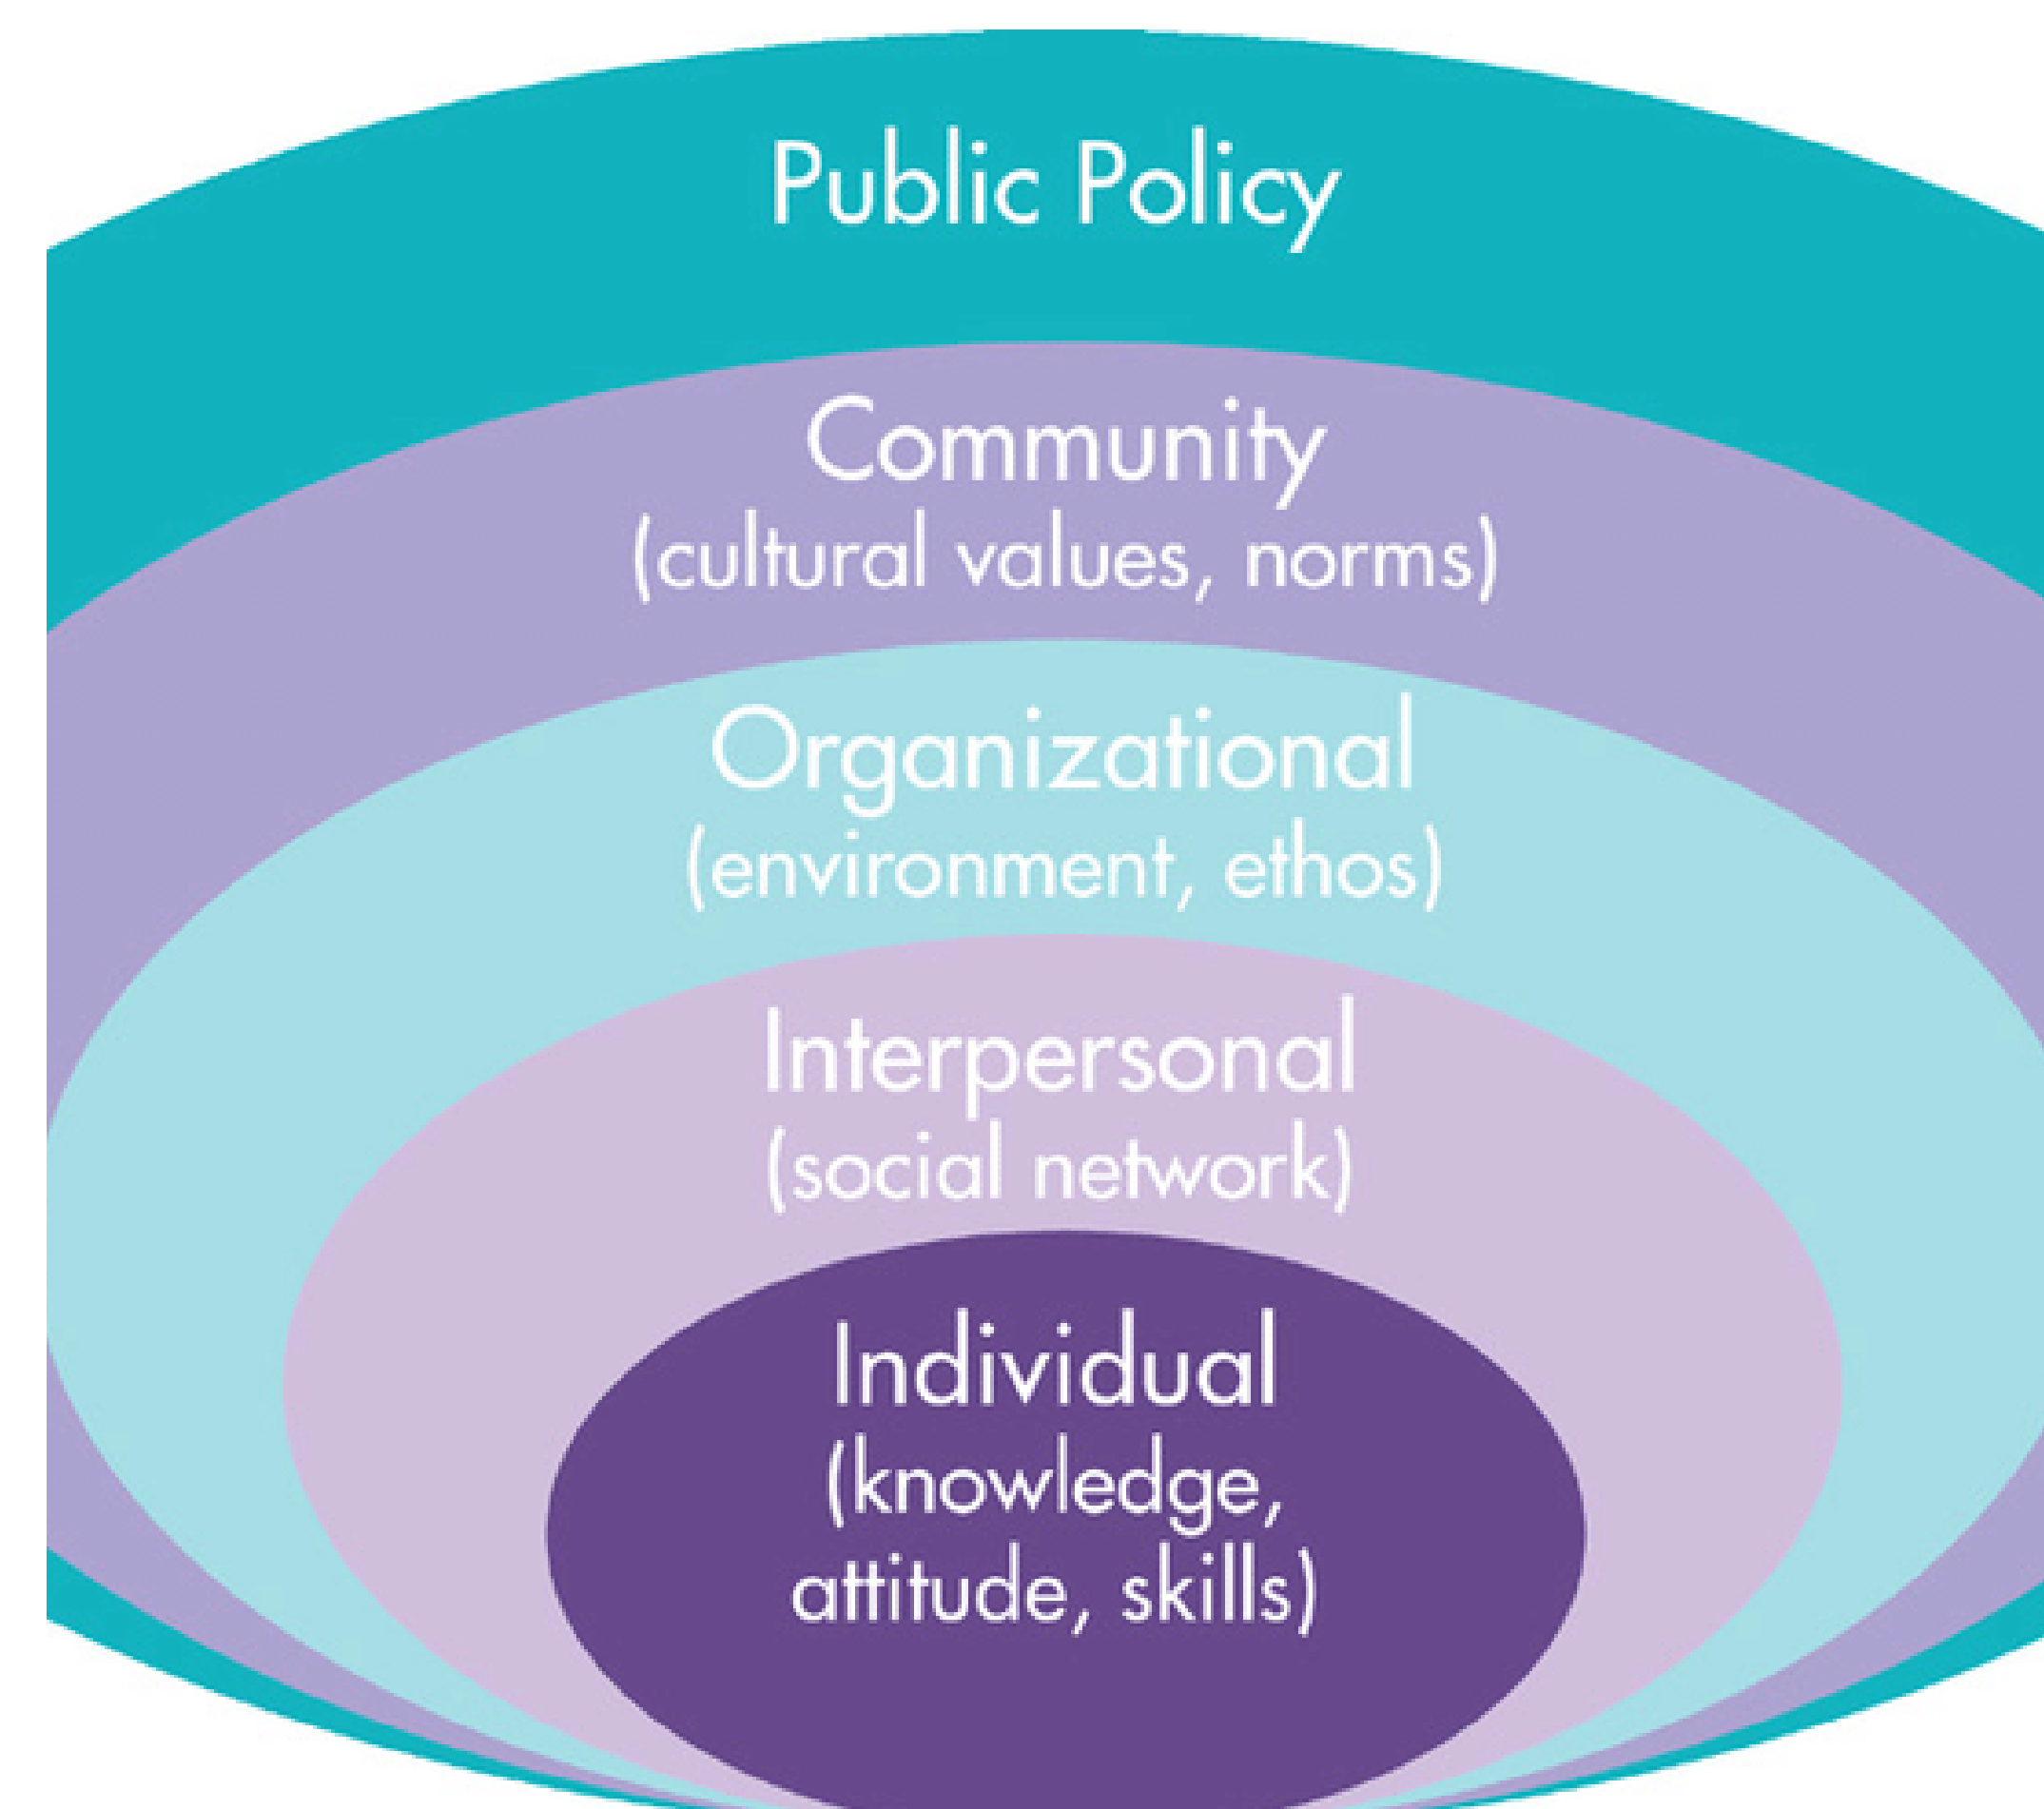 Public Policy
Community
(cultural values, norms)
Organizational
(environment, ethos)
Interpersonal
(social network)
Individual
(knowledge,
attitude, skills)